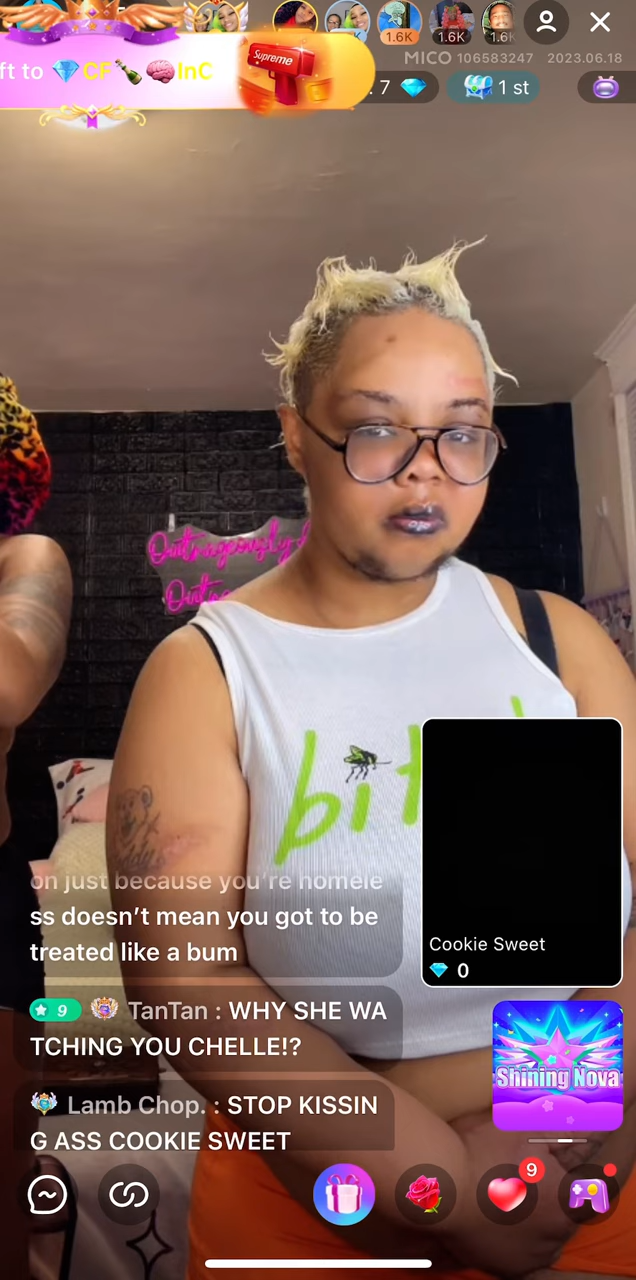 1.6K
1.6K
1.6K
ft to 💎CF🍾🧠InC
Supreme
MICO 106583247 2023.06.18
. 7
1 st
Outrageously
bit
on just because you're homele
ss doesn't mean you got to be
treated like a bum
Cookie Sweet
0
9 TanTan : WHY SHE WA
TCHING YOU CHELLE!?
Shining Nova
Lamb Chop. : STOP KISSIN
G ASS COOKIE SWEET
9